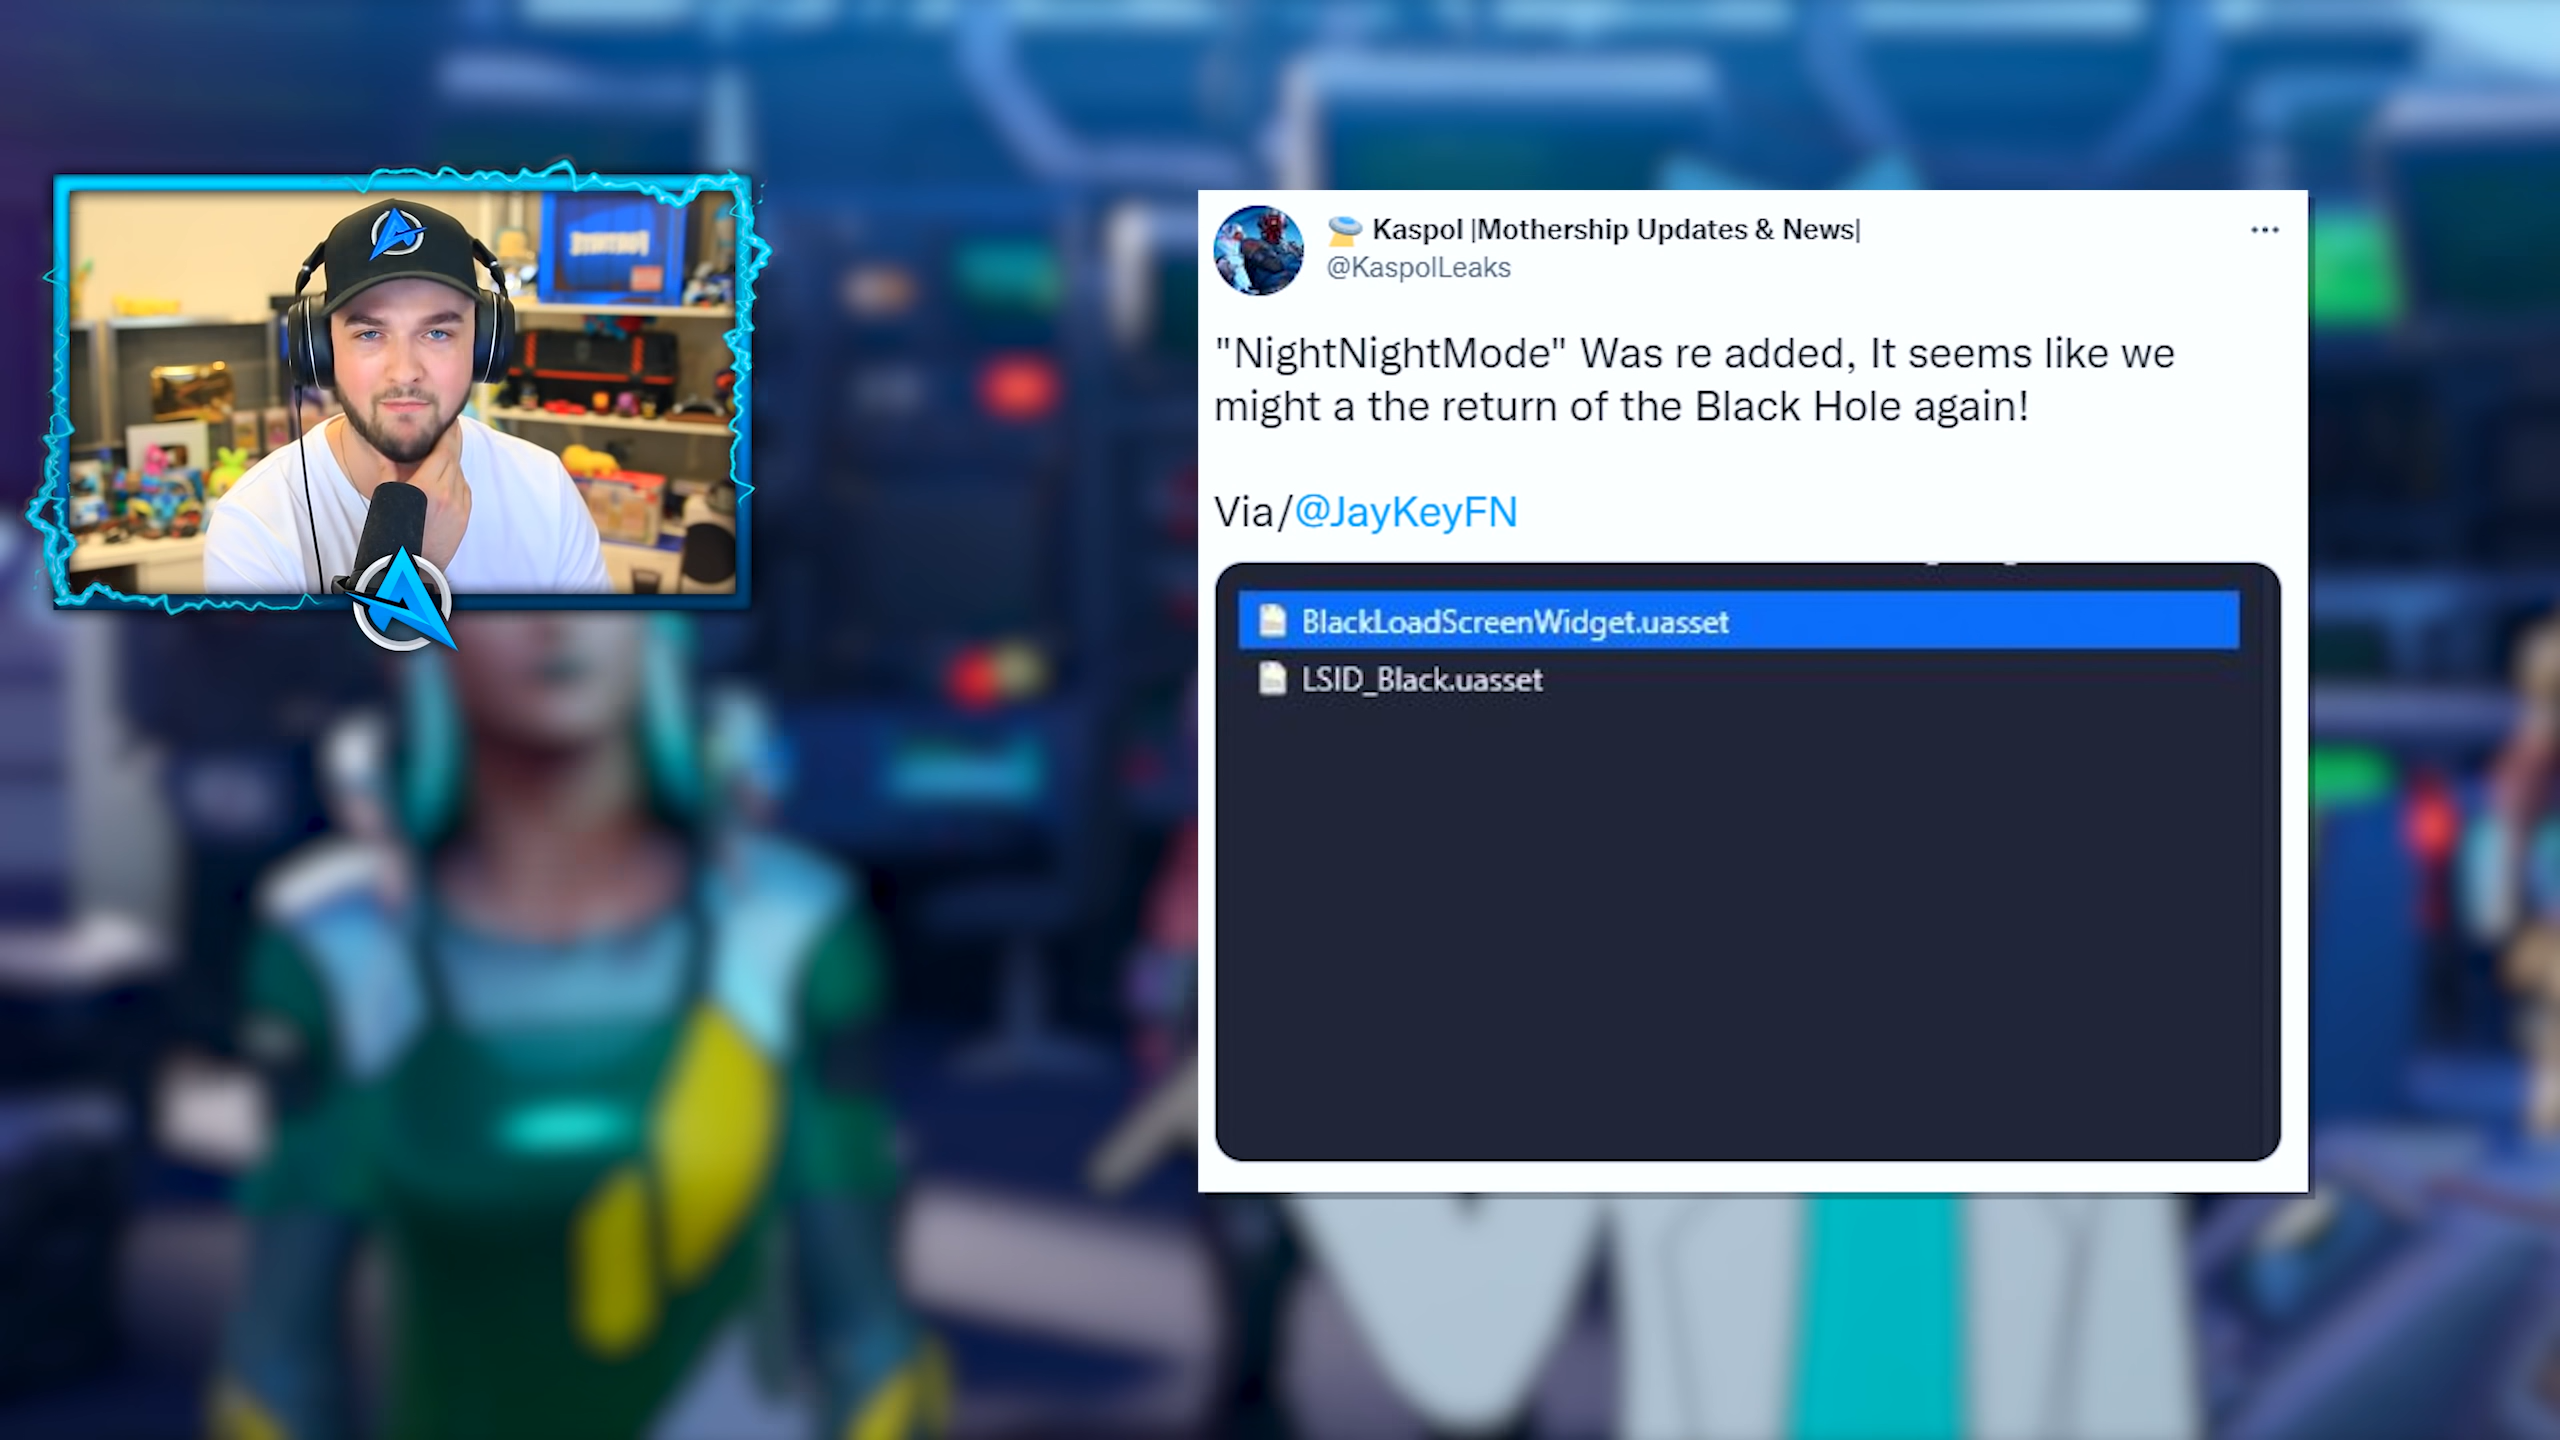 FORTNITE
Kaspol |Mothership Updates & News|
@KaspolLeaks
"NightNightMode" Was re added, It seems like we
might a the return of the Black Hole again!
Via/@JayKeyFN
BlackLoadScreenWidget.uasset
LSID_Black.uasset